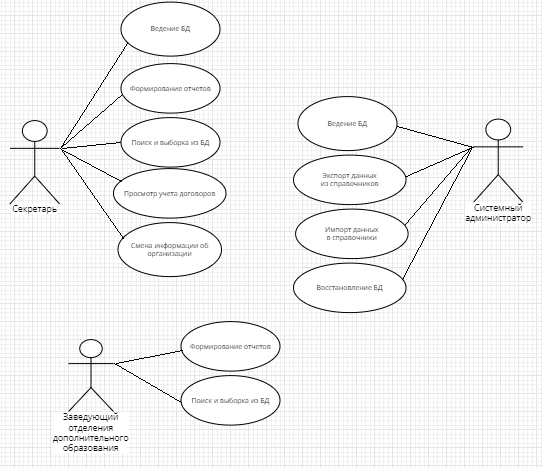 Ведение БД
Формирование отчетов
Поиск и выборка из БД
Просмотр учета договоров
Смена информации об
организации
Секретарь
Ведение БД
Экспорт данных
из справочников
Импорт данных
в справочники
Восстановление БД
Системный
администратор
Формирование отчетов
Поиск и выборка из БД
Заведующий
отделения
дополнительного
образования